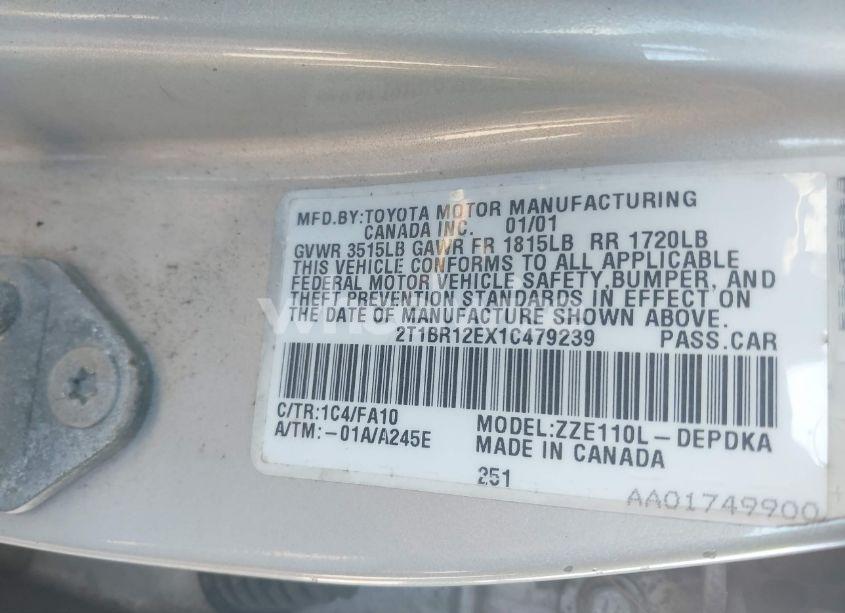 MFD.BY:TOYOTA MOTOR MANUFACTURING
CANADA INC. 01/01
GVWR 3515LB GAWR FR 1815LB RR 1720LB
THIS VEHICLE CONFORMS TO ALL APPLICABLE
FEDERAL MOTOR VEHICLE SAFETY,BUMPER, AND
THEFT PREVENTION STANDARDS IN EFFECT ON
THE DATE OF MANUFACTURE SHOWN ABOVE.
2T1BR12EX1C479239 PASS.CAR
C/TR:1C4/FA10
MODEL:ZZE110L-DEPDKA
A/TM:-01A/A245E
MADE IN CANADA
251
AA01749900